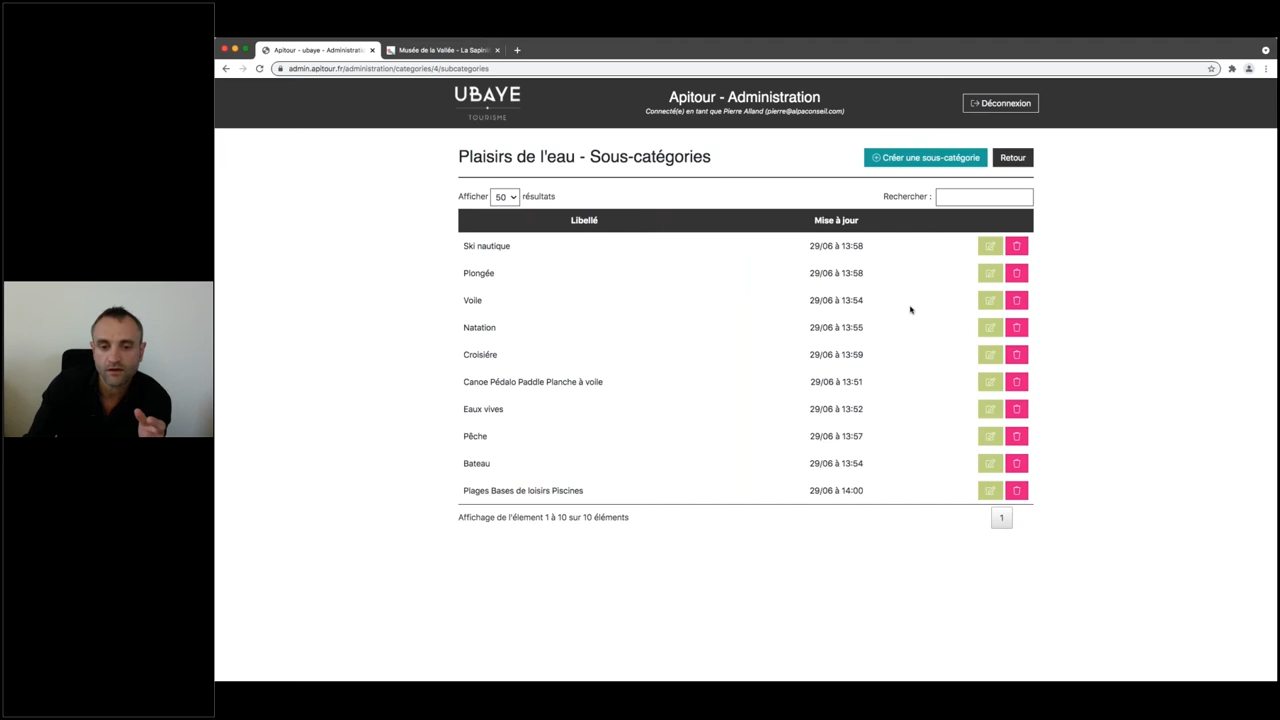 Apitour - ubaye - Administratio
Musée de la Vallée - La Sapiniè
admin.apitour.fr/administration/categories/4/subcategories
UBAYE
TOURISME
Apitour - Administration
Connecté(e) en tant que Pierre Alland (pierre@alpaconseil.com)
Déconnexion
Plaisirs de l'eau - Sous-catégories
Créer une sous-catégorie
Retour
Afficher 50 résultats
Rechercher :
Libellé Mise à jour
Ski nautique 29/06 à 13:58
Plongée 29/06 à 13:58
Voile 29/06 à 13:54
Natation 29/06 à 13:55
Croisiére 29/06 à 13:59
Canoe Pédalo Paddle Planche à voile 29/06 à 13:51
Eaux vives 29/06 à 13:52
Pêche 29/06 à 13:57
Bateau 29/06 à 13:54
Plages Bases de loisirs Piscines 29/06 à 14:00
Affichage de l'élement 1 à 10 sur 10 éléments
1